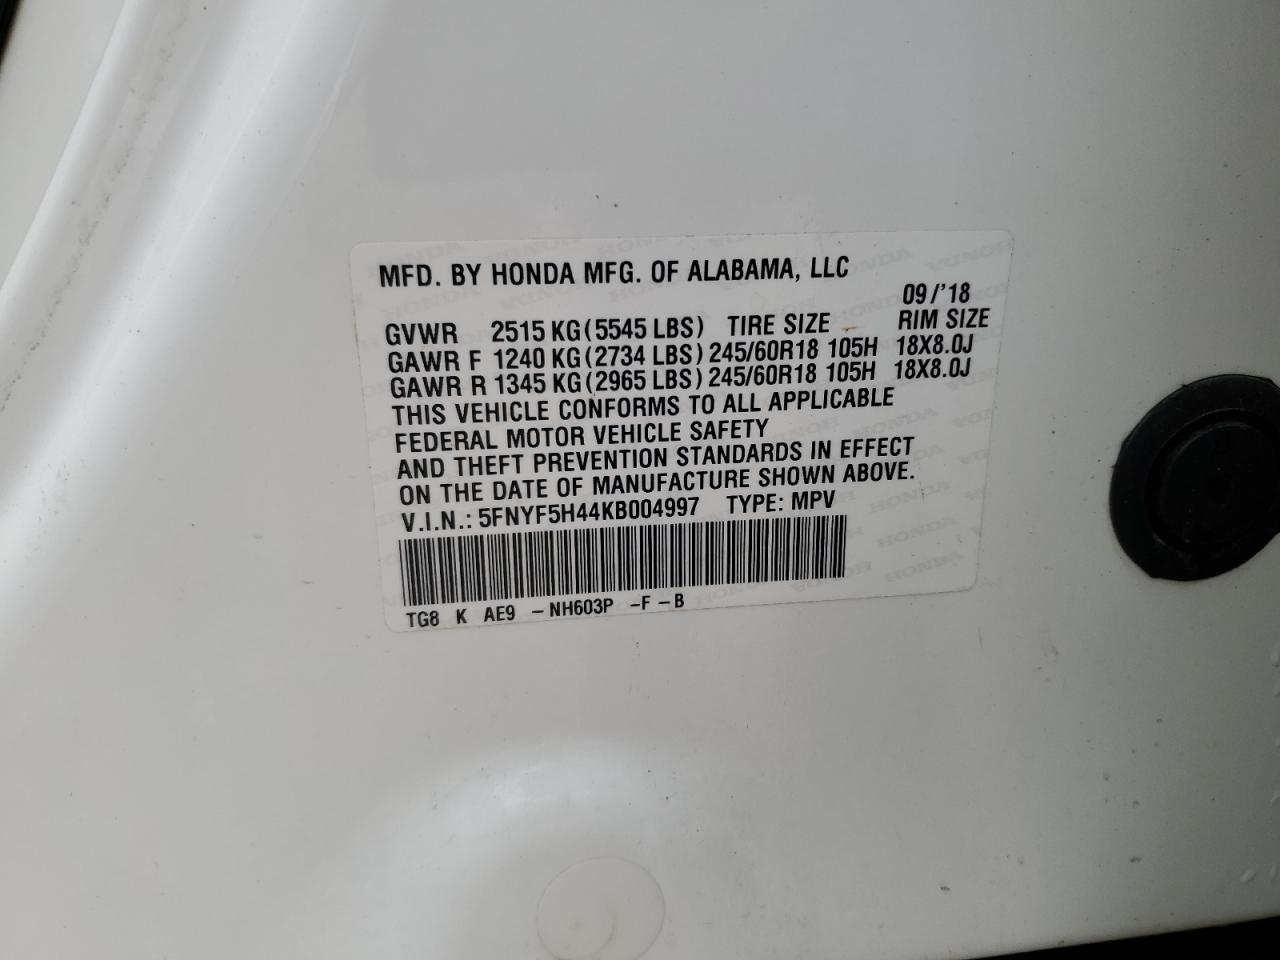 MFD. BY HONDA MFG. OF ALABAMA, LLC
09/'18
GVWR 2515 KG (5545 LBS) TIRE SIZE RIM SIZE
GAWR F 1240 KG (2734 LBS) 245/60R18 105H 18X8.0J
GAWR R 1345 KG (2965 LBS) 245/60R18 105H 18X8.0J
THIS VEHICLE CONFORMS TO ALL APPLICABLE
FEDERAL MOTOR VEHICLE SAFETY
AND THEFT PREVENTION STANDARDS IN EFFECT
ON THE DATE OF MANUFACTURE SHOWN ABOVE.
V.I.N.: 5FNYF5H44KB004997 TYPE: MPV
TG8 K AE9 -NH603P -F-B